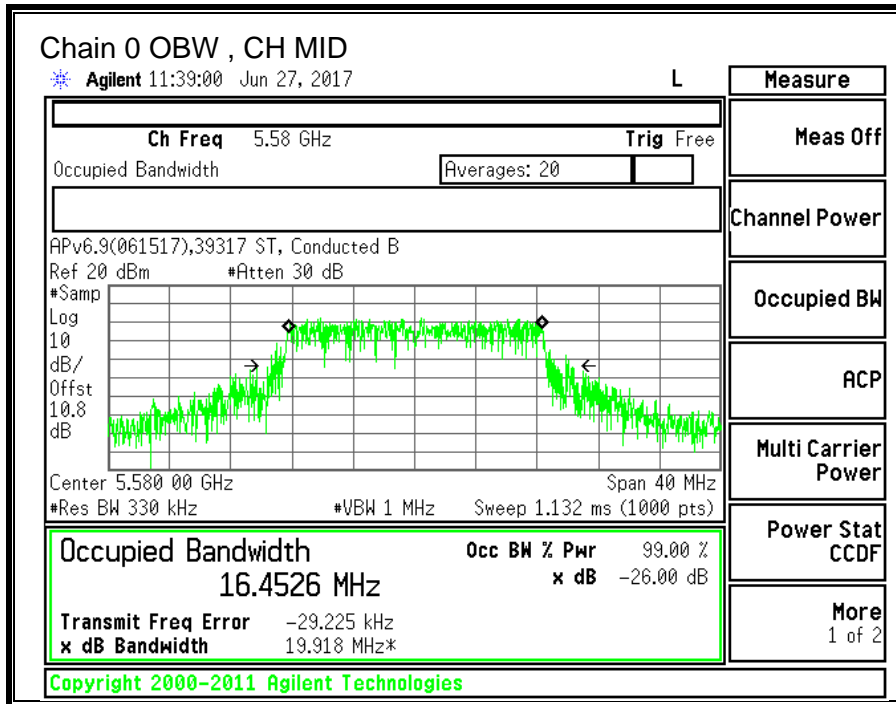 Chain 0 OBW , CH MID
Agilent 11:39:00 Jun 27, 2017 L
Measure
Ch Freq 5.58 GHz Trig Free
Occupied Bandwidth Averages: 20
APv6.9(061517),39317 ST, Conducted B
Ref 20 dBm #Atten 30 dB
#Samp
Log
10
dB/
Offst
10.8
dB
Center 5.580 00 GHz Span 40 MHz
#Res BW 330 kHz #VBW 1 MHz Sweep 1.132 ms (1000 pts)
Occupied Bandwidth Occ BW % Pwr 99.00 %
16.4526 MHz x dB -26.00 dB
Transmit Freq Error -29.225 kHz
x dB Bandwidth 19.918 MHz*
Copyright 2000-2011 Agilent Technologies
Meas Off
Channel Power
Occupied BW
ACP
Multi Carrier
Power
Power Stat
CCDF
More
1 of 2